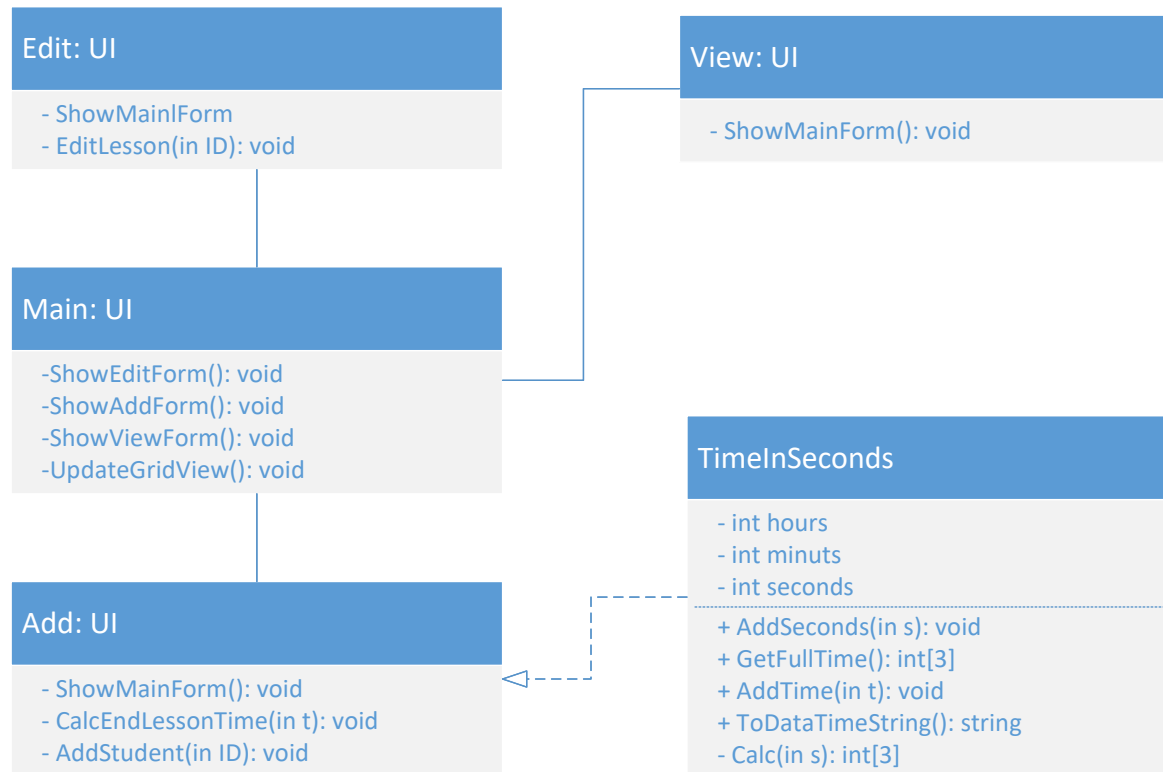 Edit: UI
- ShowMainlForm
- EditLesson(in ID): void
View: UI
- ShowMainForm(): void
Main: UI
-ShowEditForm(): void
-ShowAddForm(): void
-ShowViewForm(): void
-UpdateGridView(): void
TimeInSeconds
- int hours
- int minuts
- int seconds
+ AddSeconds(in s): void
+ GetFullTime(): int[3]
+ AddTime(in t): void
+ ToDataTimeString(): string
- Calc(in s): int[3]
Add: UI
- ShowMainForm(): void
- CalcEndLessonTime(in t): void
- AddStudent(in ID): void